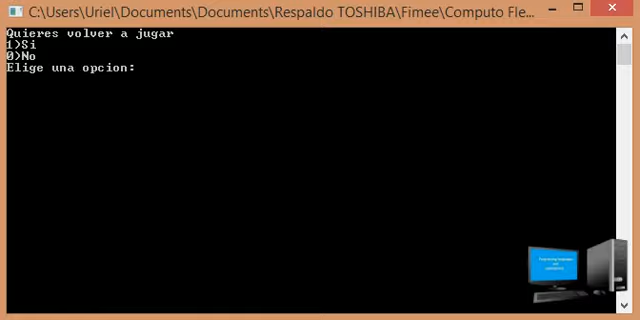 C:\Users\Uriel\Documents\Documents\Respaldo TOSHIBA\Fimee\Computo Fle...
Quieres volver a jugar
1>Si
0>No
Elige una opcion: